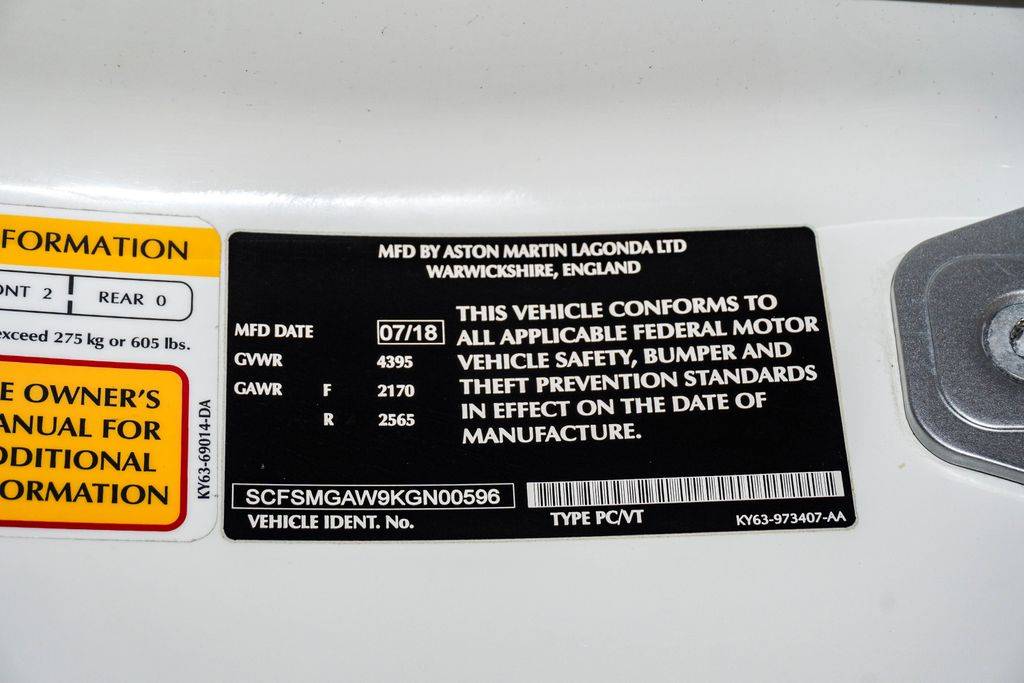 FORMATION
NT 2
REAR 0
exceed 275 kg or 605 lbs.
E OWNER'S
ANUAL FOR
DDITIONAL
ORMATION
KY63-69014-DA
MFD BY ASTON MARTIN LAGONDA LTD
WARWICKSHIRE, ENGLAND
MFD DATE 07/18
GVWR 4395
GAWR F 2170
R 2565
THIS VEHICLE CONFORMS TO
ALL APPLICABLE FEDERAL MOTOR
VEHICLE SAFETY, BUMPER AND
THEFT PREVENTION STANDARDS
IN EFFECT ON THE DATE OF
MANUFACTURE.
SCFSMGAW9KGN00596
VEHICLE IDENT. No.
TYPE PC/VT
KY63-973407-AA